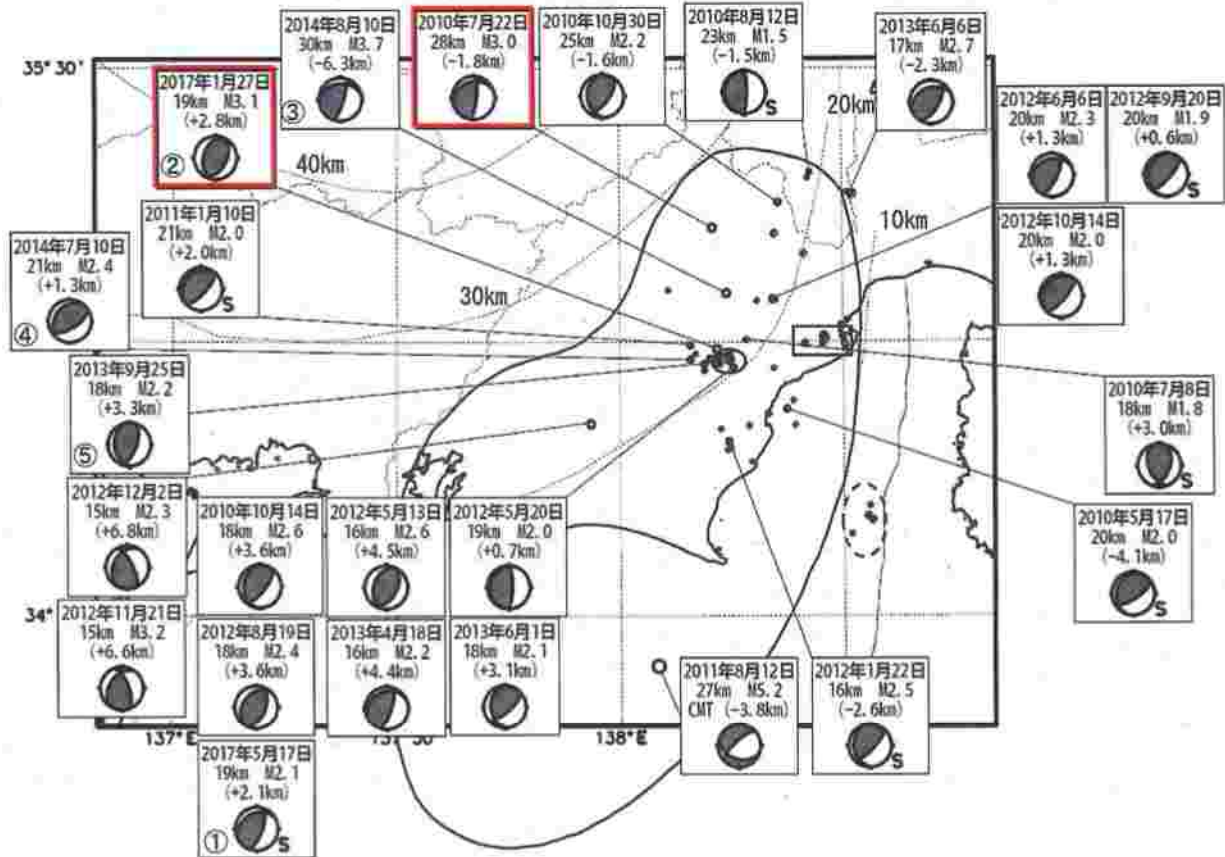 2014年8月10日
30km M3.7
(-6.3km)
③
2010年7月22日
28km M3.0
(-1.8km)
2010年10月30日
25km M2.2
(-1.6km)
2010年8月12日
23km M1.5
(-1.5km)
S
2013年6月6日
17km M2.7
(-2.3km)
35°30'
2017年1月27日
19km M3.1
(+2.8km)
②
2012年6月6日
20km M2.3
(+1.3km)
2012年9月20日
20km M1.9
(+0.6km)
S
40km
20km
2011年1月10日
21km M2.0
(+2.0km)
S
10km
2012年10月14日
20km M2.0
(+1.3km)
2014年7月10日
21km M2.4
(+1.3km)
④
30km
2013年9月25日
18km M2.2
(+3.3km)
⑤
2010年7月8日
18km M1.8
(+3.0km)
S
2012年12月2日
15km M2.3
(+6.8km)
2010年10月14日
18km M2.6
(+3.6km)
2012年5月13日
16km M2.6
(+4.5km)
2012年5月20日
19km M2.0
(+0.7km)
2010年5月17日
20km M2.0
(-4.1km)
S
34°
2012年11月21日
15km M3.2
(+6.6km)
2012年8月19日
18km M2.4
(+3.6km)
2013年4月18日
16km M2.2
(+4.4km)
2013年6月1日
18km M2.1
(+3.1km)
2011年8月12日
27km M5.2
CMT (-3.8km)
2012年1月22日
16km M2.5
(-2.6km)
S
137°E
138°E
2017年5月17日
19km M2.1
(+2.1km)
①
S